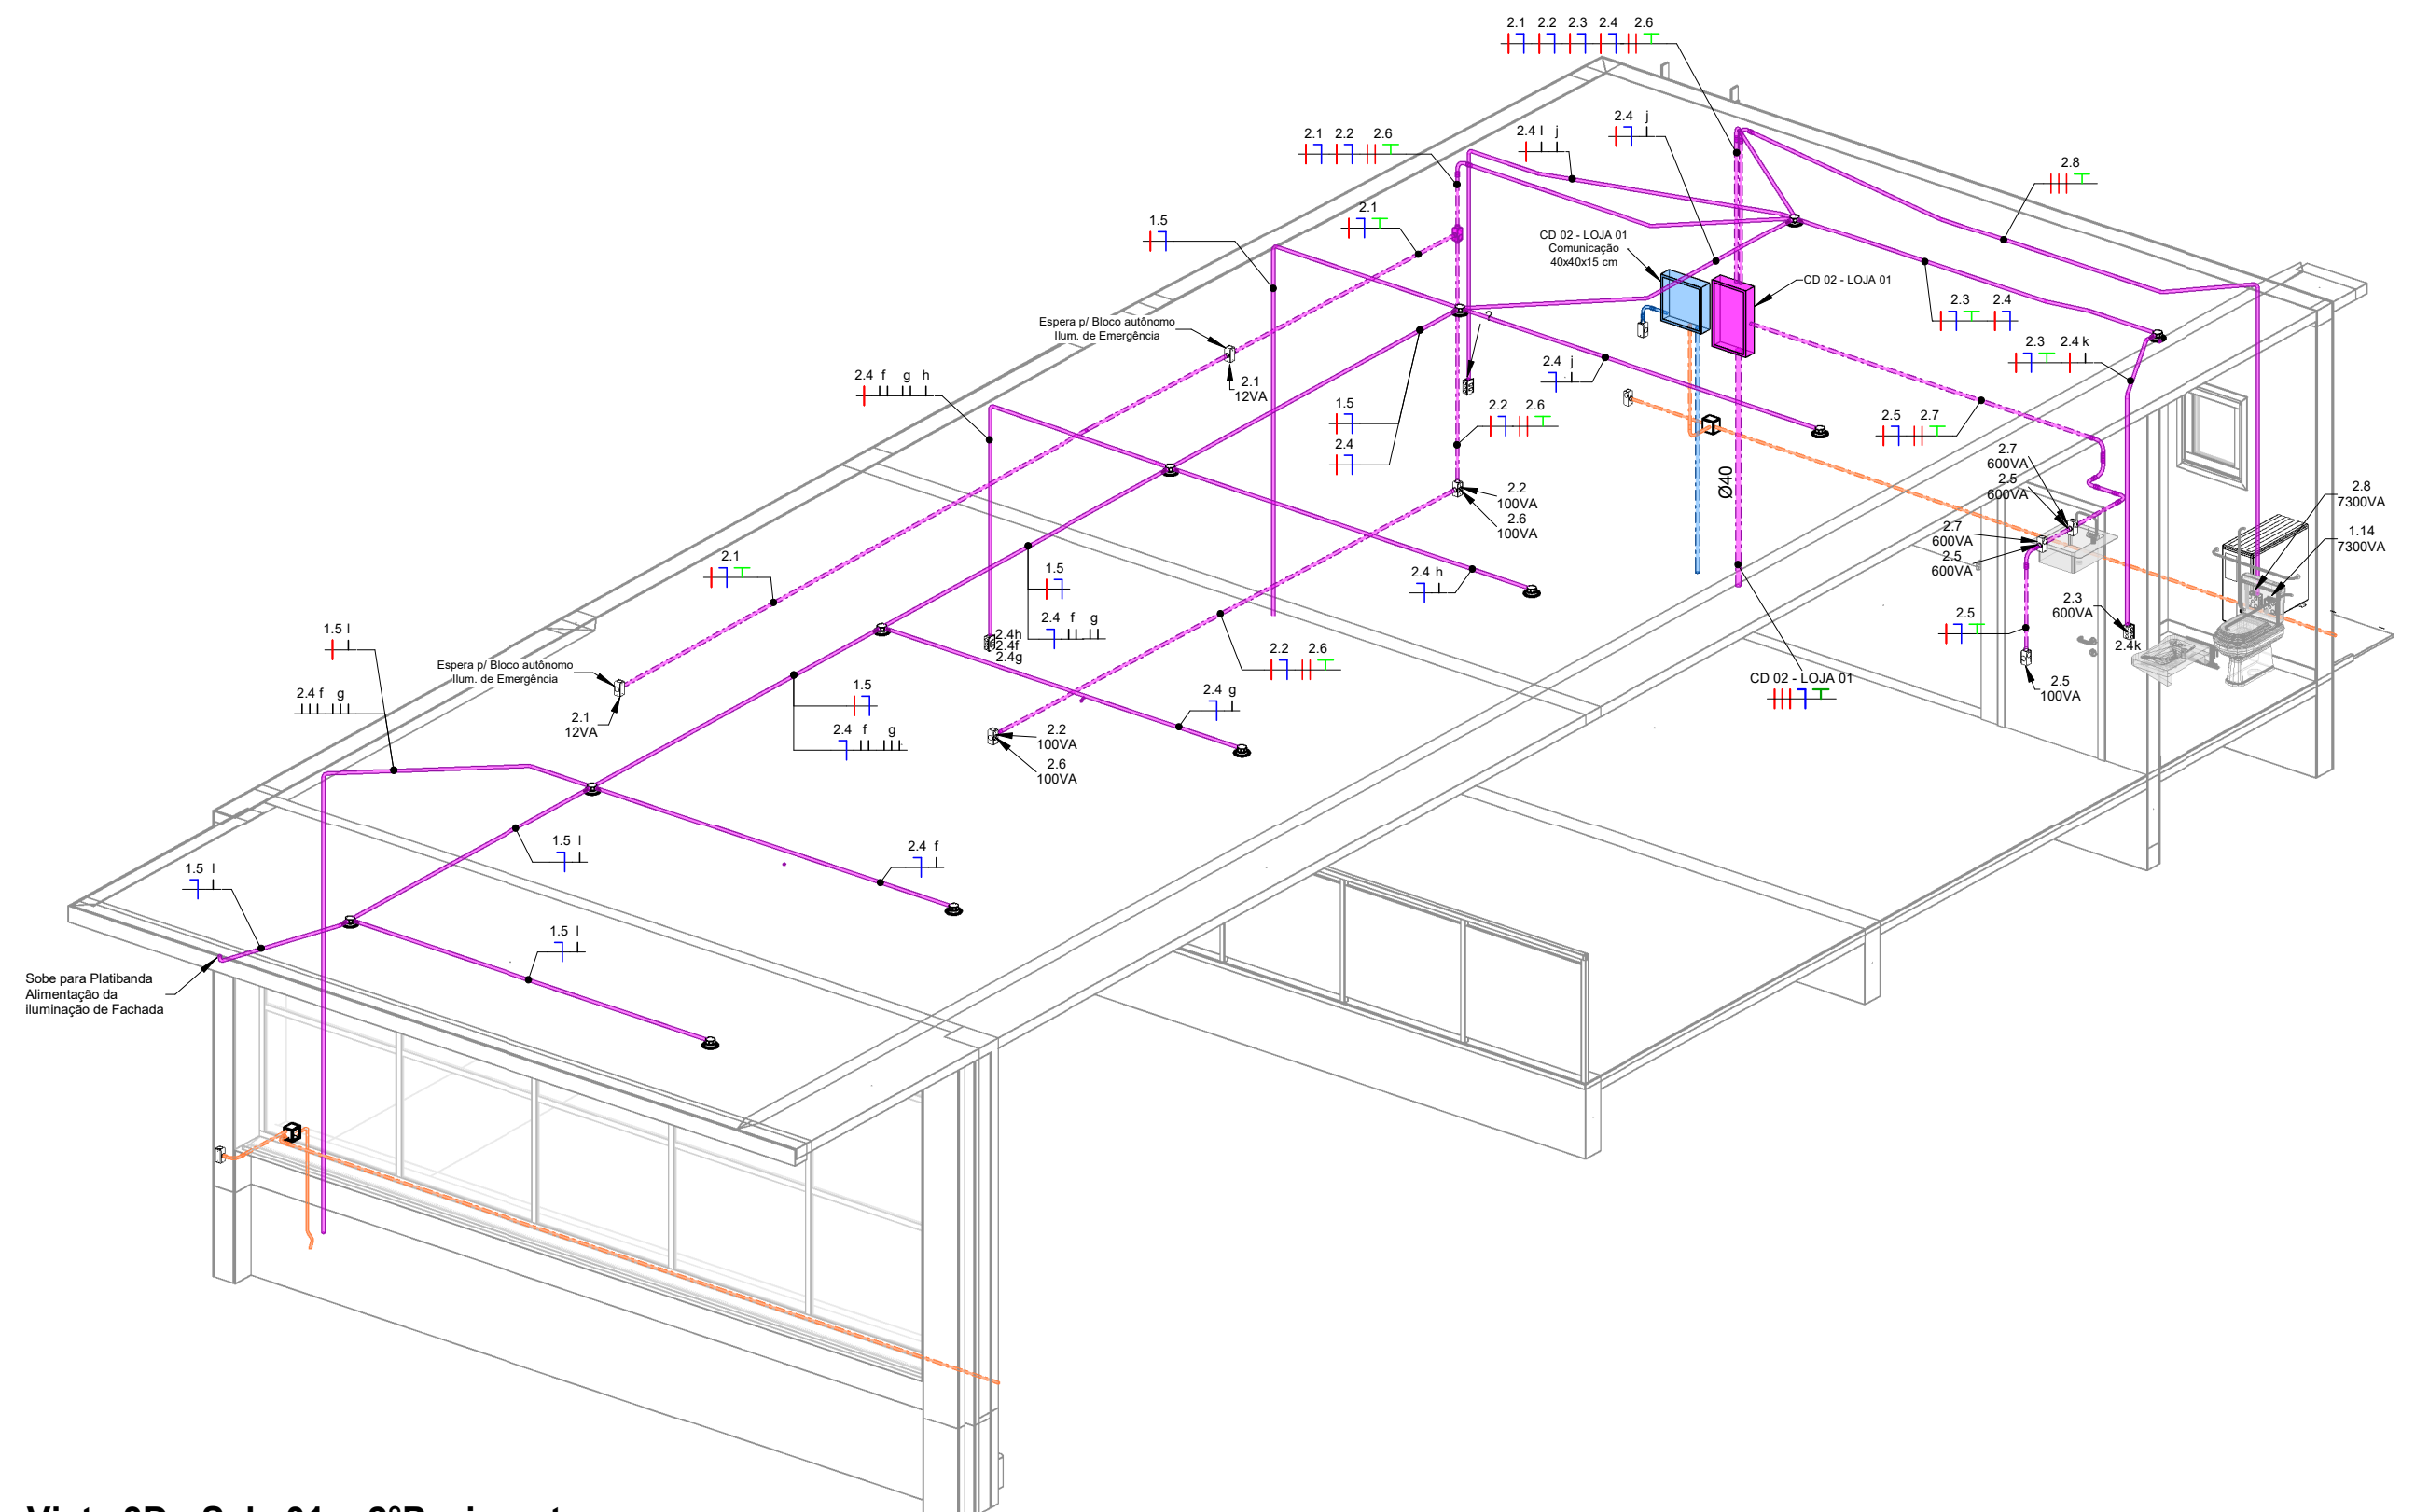 2.1 2.2 2.3 2.4 2.6
2.4 j
2.4 l j
2.1 2.2 2.6
2.8
2.1
1.5
CD 02 - LOJA 01
Comunicação
40x40x15 cm
CD 02 - LOJA 01
2.3 2.4
Espera p/ Bloco autônomo
Ilum. de Emergência
?
2.3 2.4 k
2.4 j
2.4 f g h
2.1
12VA
1.5
2.4
2.2 2.6
2.5 2.7
2.7
600VA
2.5
600VA
Ø40
2.2
100VA
2.6
100VA
2.8
7300VA
1.14
7300VA
2.7
600VA
2.5
600VA
2.1
1.5
2.4 h
2.4 f g
2.3
600VA
2.5
2.4h
2.4f
2.4g
2.4k
1.5 l
2.2 2.6
Espera p/ Bloco autônomo
Ilum. de Emergência
CD 02 - LOJA 01
2.5
100VA
2.4 f g
1.5
2.4 g
2.1
12VA
2.4 f g
2.2
100VA
2.6
100VA
1.5 l
2.4 f
1.5 l
1.5 l
Sobe para Platibanda
Alimentação da
iluminação de Fachada